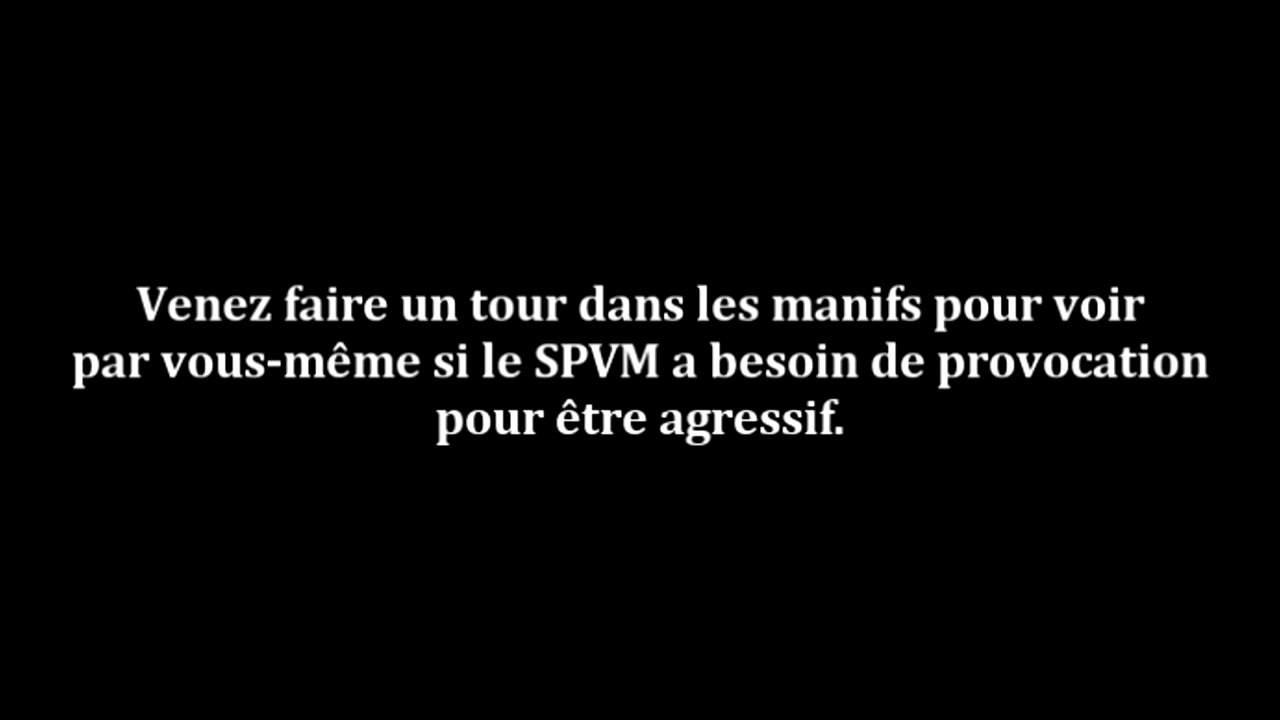 Venez faire un tour dans les manifs pour voir
par vous-même si le SPVM a besoin de provocation
pour être agressif.